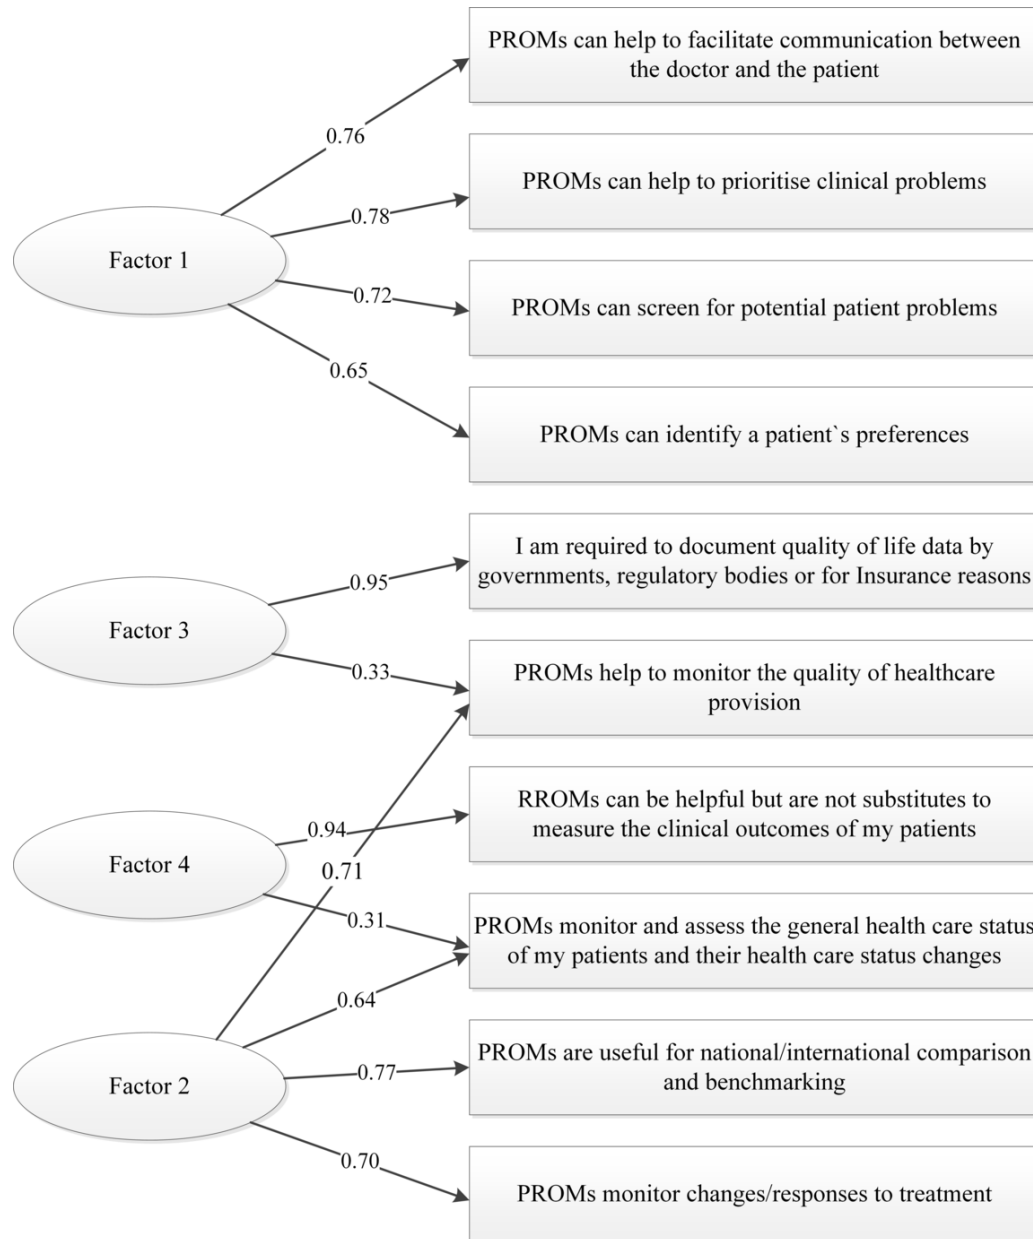 PROMs can help to facilitate communication between
the doctor and the patient
0.76
PROMs can help to prioritise clinical problems
0.78
Factor 1
0.72
PROMs can screen for potential patient problems
0.65
PROMs can identify a patient`s preferences
I am required to document quality of life data by
governments, regulatory bodies or for Insurance reasons
0.95
Factor 3
0.33
PROMs help to monitor the quality of healthcare
provision
RROMs can be helpful but are not substitutes to
measure the clinical outcomes of my patients
0.94
Factor 4
0.71
0.31
PROMs monitor and assess the general health care status
of my patients and their health care status changes
0.64
PROMs are useful for national/international comparison
and benchmarking
0.77
Factor 2
0.70
PROMs monitor changes/responses to treatment